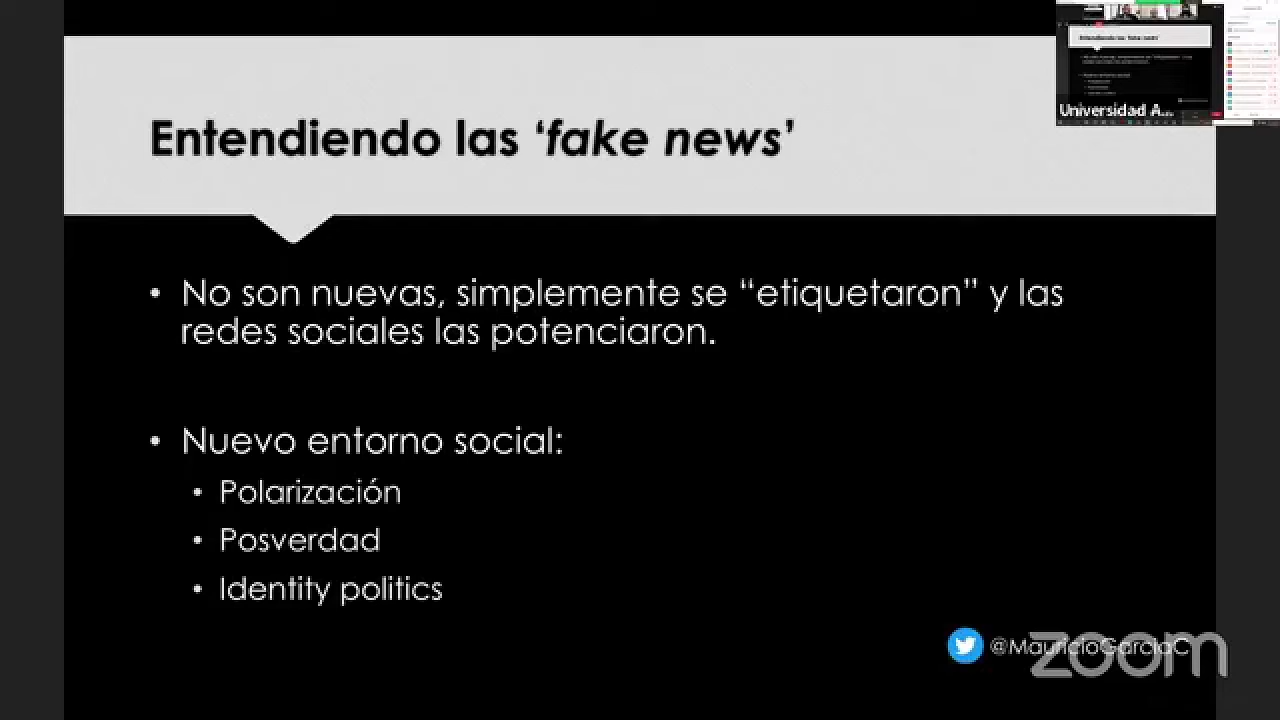 Entendiendo las ‘fake news’
• No son nuevas, simplemente se “etiquetaron” y las
redes sociales las potenciaron.
• Nuevo entorno social:
• Polarización
• Posverdad
• Identity politics
@MauricioGarciaC
zoom
Universidad A...